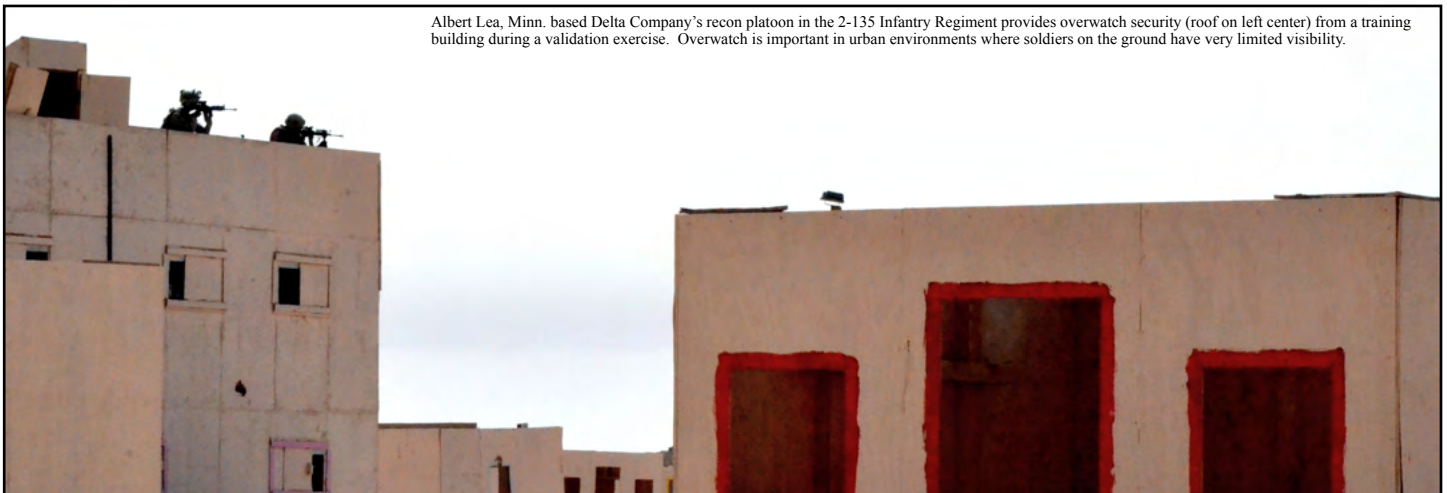 Albert Lea, Minn. based Delta Company’s recon platoon in the 2-135 Infantry Regiment provides overwatch security (roof on left center) from a training
building during a validation exercise.  Overwatch is important in urban environments where soldiers on the ground have very limited visibility.